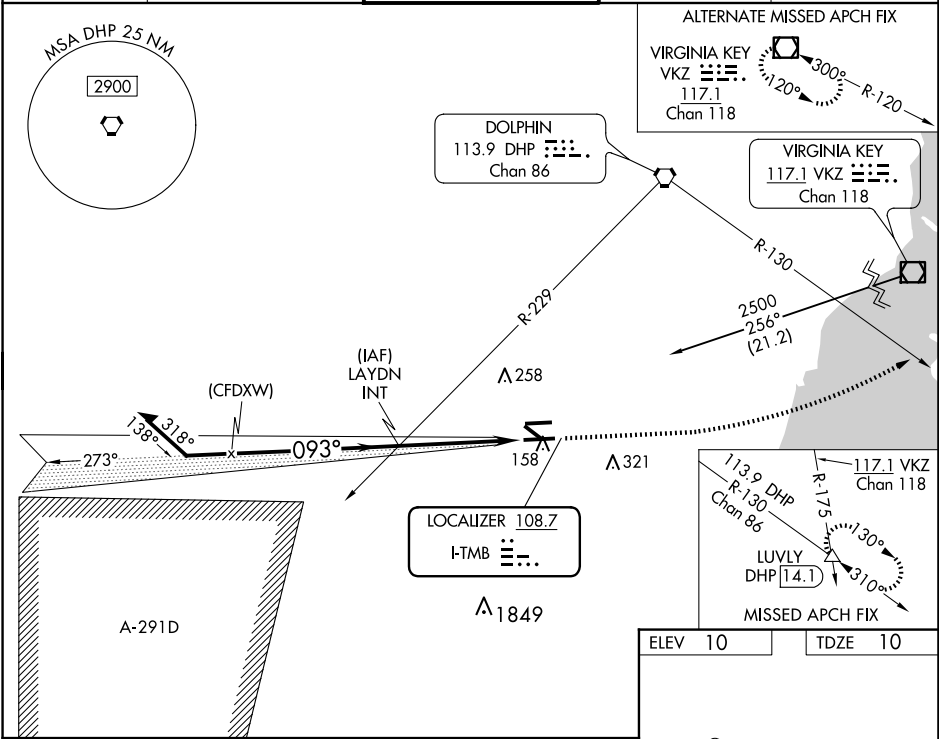 MSA DHP 25 NM
2900
ALTERNATE MISSED APCH FIX
VIRGINIA KEY
VKZ
117.1
Chan 118
300°
R-120
120°
DOLPHIN
113.9 DHP
Chan 86
VIRGINIA KEY
117.1 VKZ
Chan 118
R-130
R-229
2500
256°
(21.2)
(IAF)
LAYDN
INT
(CFDXW)
258
318°
138°
093°
273°
158
321
LOCALIZER 108.7
I-TMB
1849
A-291D
113.9 DHP
R-130
Chan 86
R-175
117.1 VKZ
Chan 118
130°
LUVLY
DHP 14.1
310°
MISSED APCH FIX
ELEV 10
TDZE 10